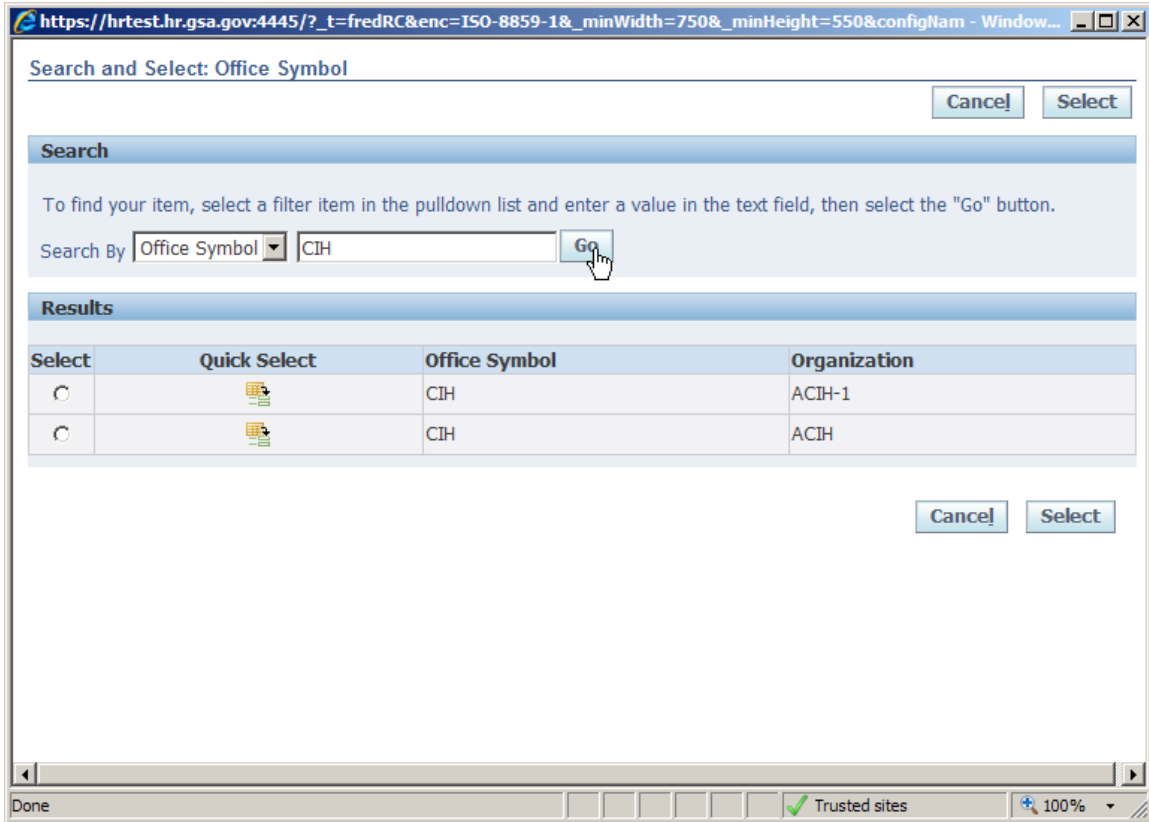 https://hrtest.hr.gsa.gov:4445/?_t=fredRC&enc=ISO-8859-1&_minWidth=750&_minHeight=550&configNam - Window...
Search and Select: Office Symbol
Cancel Select
Search
To find your item, select a filter item in the pulldown list and enter a value in the text field, then select the "Go" button.
Search By Office Symbol CIH Go
Results
Select Quick Select Office Symbol Organization
CIH ACIH-1
CIH ACIH
Cancel Select
Done Trusted sites 100%